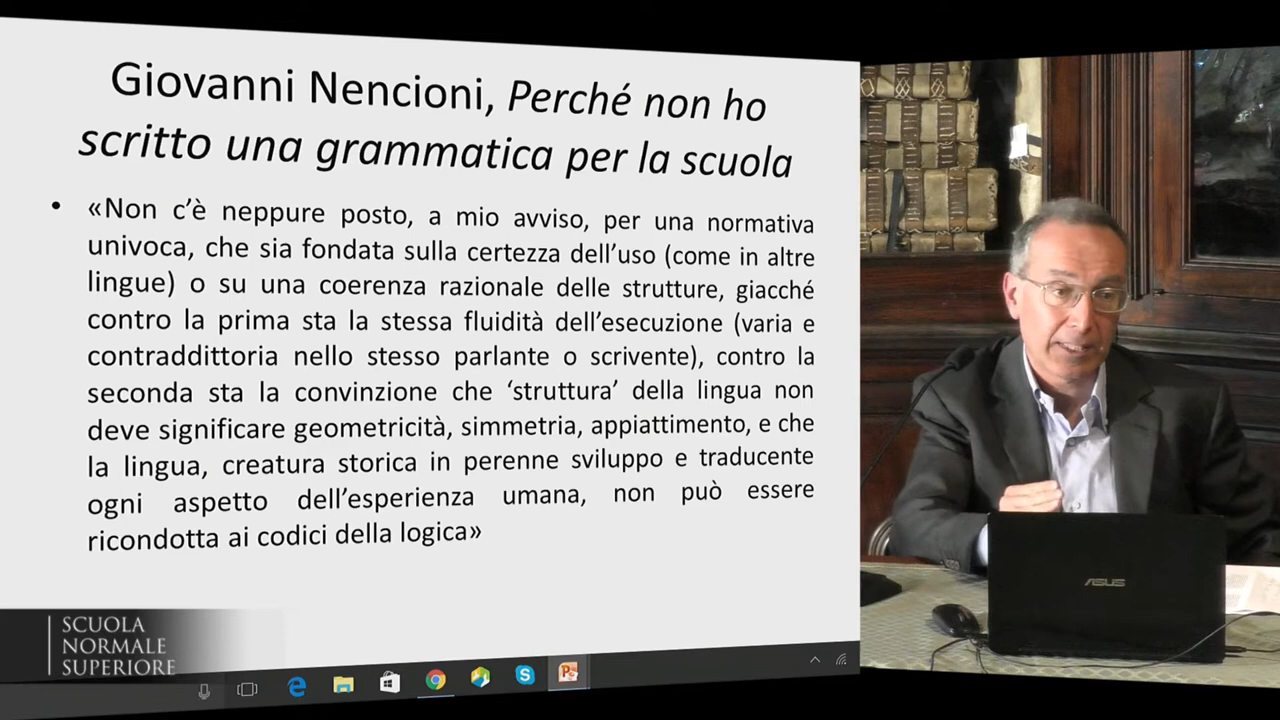 Giovanni Nencioni, Perché non ho
scritto una grammatica per la scuola
• «Non c’è neppure posto, a mio avviso, per una normativa
univoca, che sia fondata sulla certezza dell’uso (come in altre
lingue) o su una coerenza razionale delle strutture, giacché
contro la prima sta la stessa fluidità dell’esecuzione (varia e
contraddittoria nello stesso parlante o scrivente), contro la
seconda sta la convinzione che ‘struttura’ della lingua non
deve significare geometricità, simmetria, appiattimento, e che
la lingua, creatura storica in perenne sviluppo e traducente
ogni aspetto dell’esperienza umana, non può essere
ricondotta ai codici della logica»
SCUOLA
NORMALE
SUPERIORE
ASUS